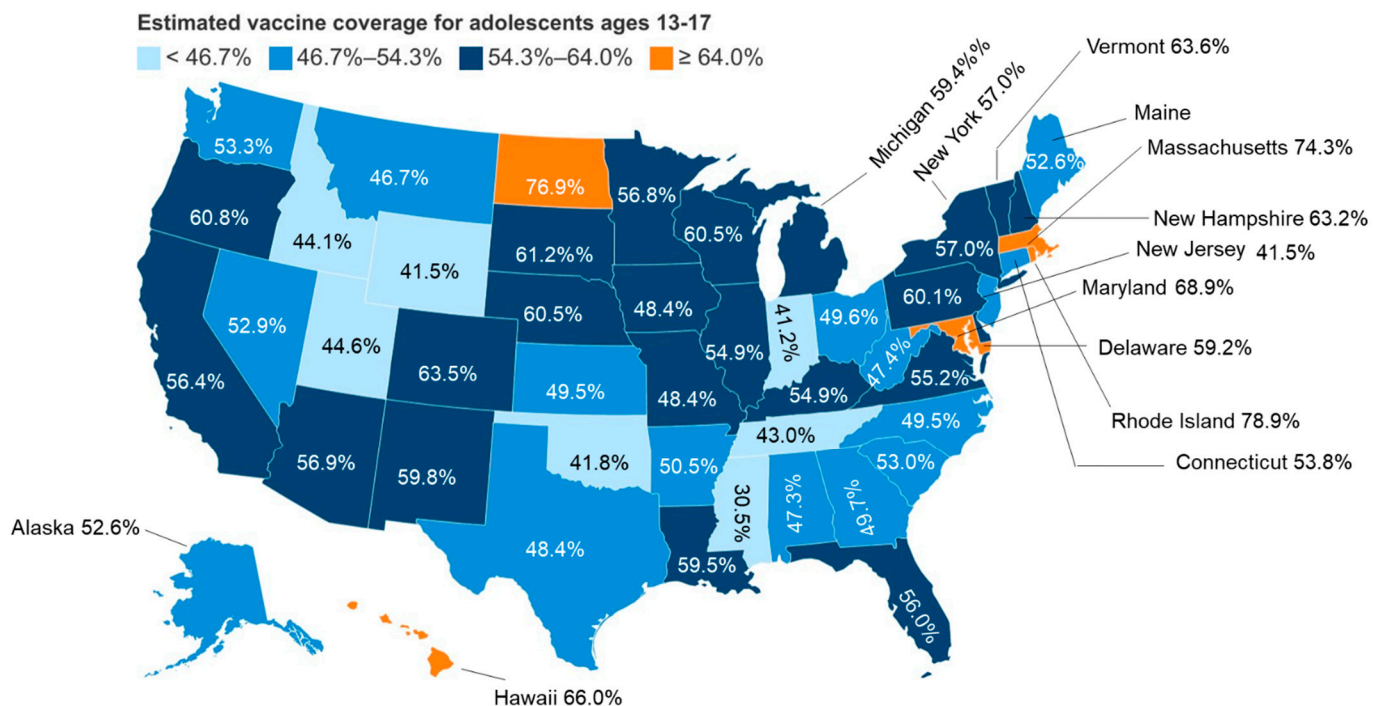 Estimated vaccine coverage for adolescents ages 13-17
< 46.7% 46.7%–54.3% 54.3%–64.0% ≥ 64.0%
Vermont 63.6%
Michigan 59.4%%
New York 57.0%
Maine
52.6%
Massachusetts 74.3%
New Hampshire 63.2%
New Jersey 41.5%
Maryland 68.9%
Delaware 59.2%
Rhode Island 78.9%
Connecticut 53.8%
53.3%
46.7%
76.9%
56.8%
60.8%
44.1%
41.5%
61.2%%
60.5%
57.0%
52.9%
44.6%
60.5%
48.4%
41.2%
49.6%
60.1%
56.4%
63.5%
49.5%
48.4%
54.9%
54.9%
47.4%
55.2%
56.9%
59.8%
41.8%
50.5%
43.0%
49.5%
53.0%
48.4%
59.5%
30.5%
47.3%
49.7%
56.0%
Alaska 52.6%
Hawaii 66.0%